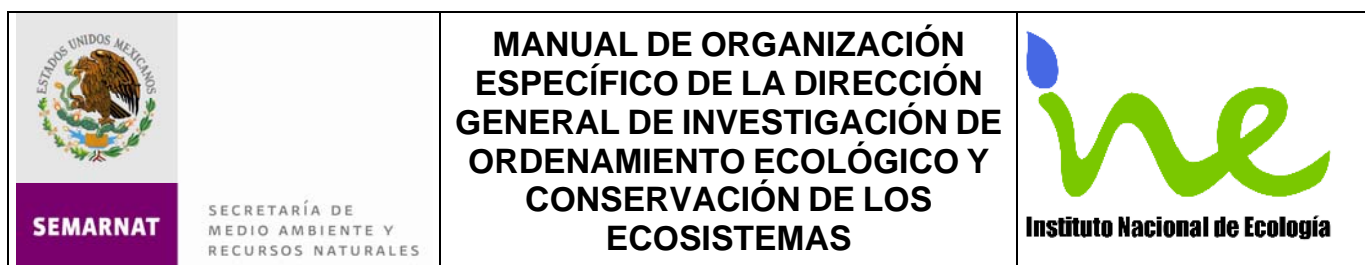 ESTADOS UNIDOS MEXICANOS
SEMARNAT
SECRETARÍA DE
MEDIO AMBIENTE Y
RECURSOS NATURALES
MANUAL DE ORGANIZACIÓN
ESPECÍFICO DE LA DIRECCIÓN
GENERAL DE INVESTIGACIÓN DE
ORDENAMIENTO ECOLÓGICO Y
CONSERVACIÓN DE LOS
ECOSISTEMAS
ine
Instituto Nacional de Ecología